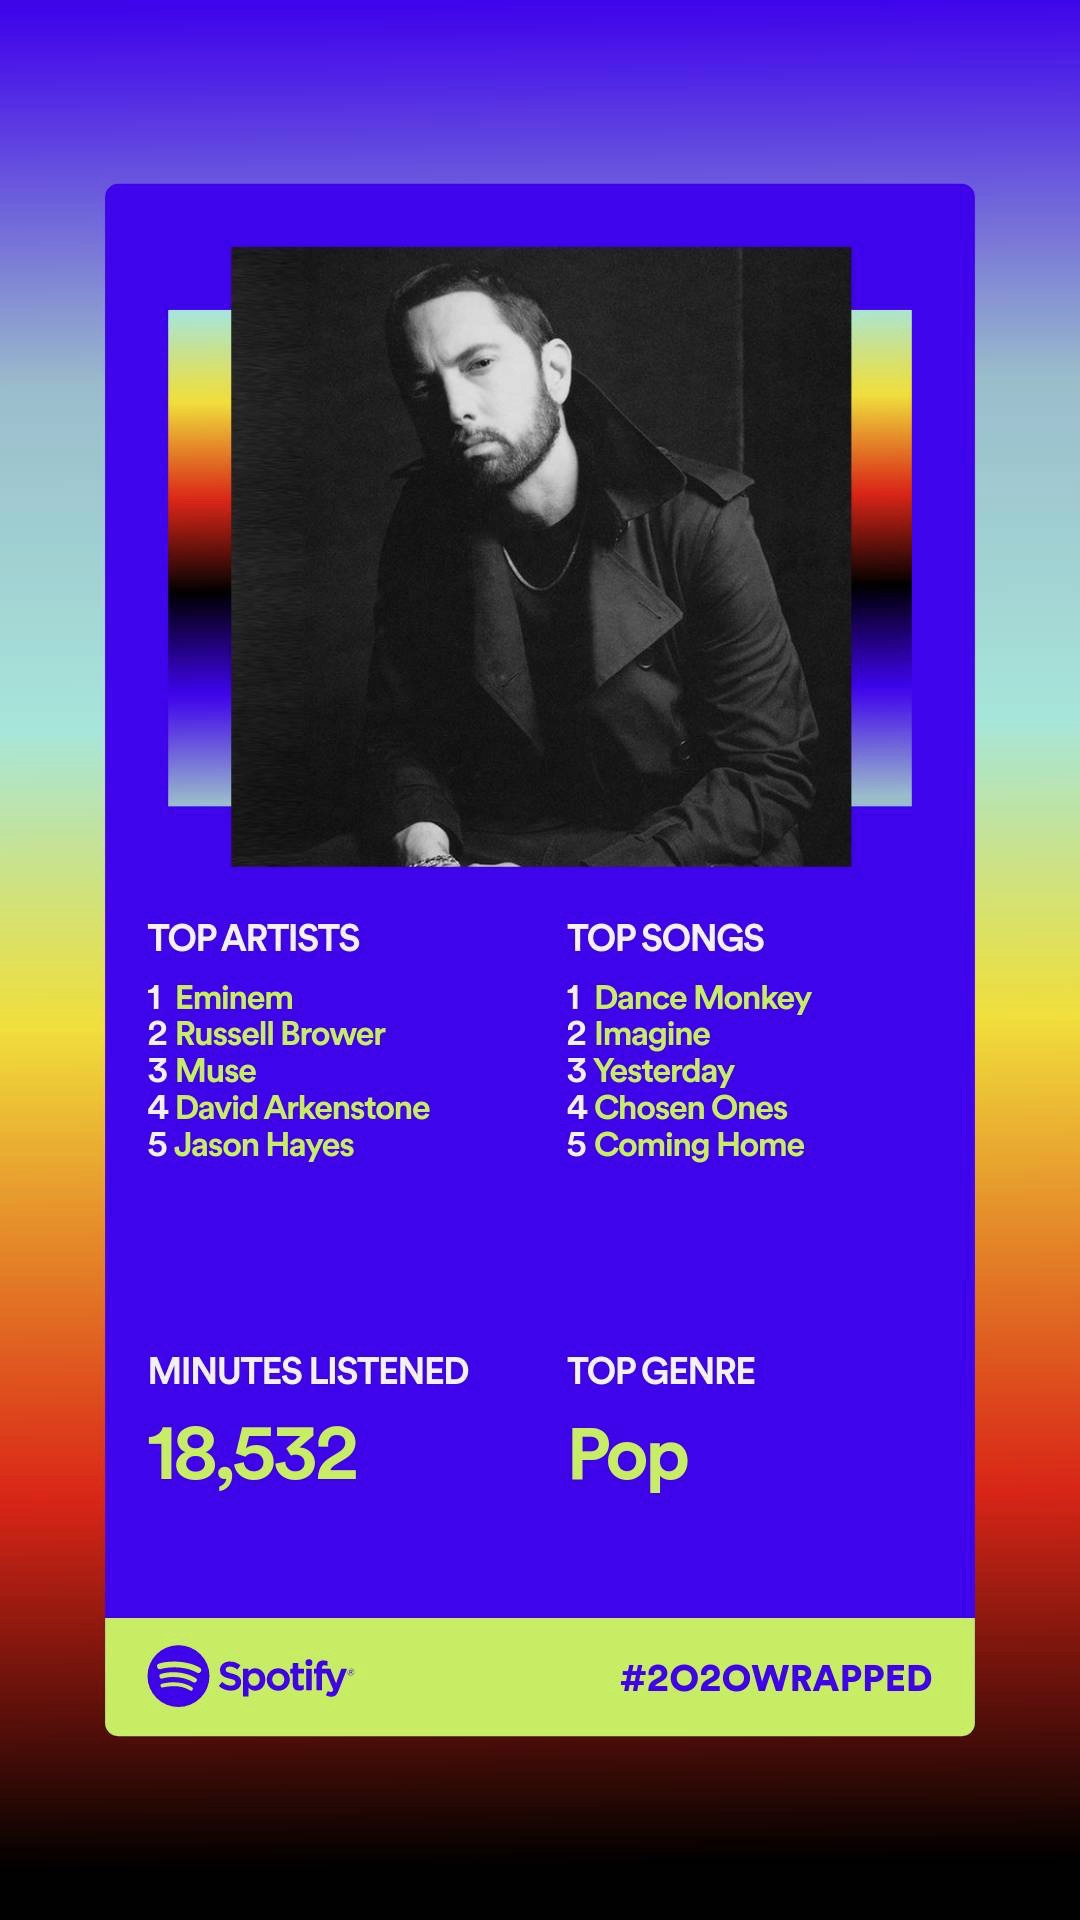 TOP ARTISTS
1 Eminem
2 Russell Brower
3 Muse
4 David Arkenstone
5 Jason Hayes
TOP SONGS
1 Dance Monkey
2 Imagine
3 Yesterday
4 Chosen Ones
5 Coming Home
MINUTES LISTENED
18,532
TOP GENRE
Pop
Spotify®
#2020WRAPPED